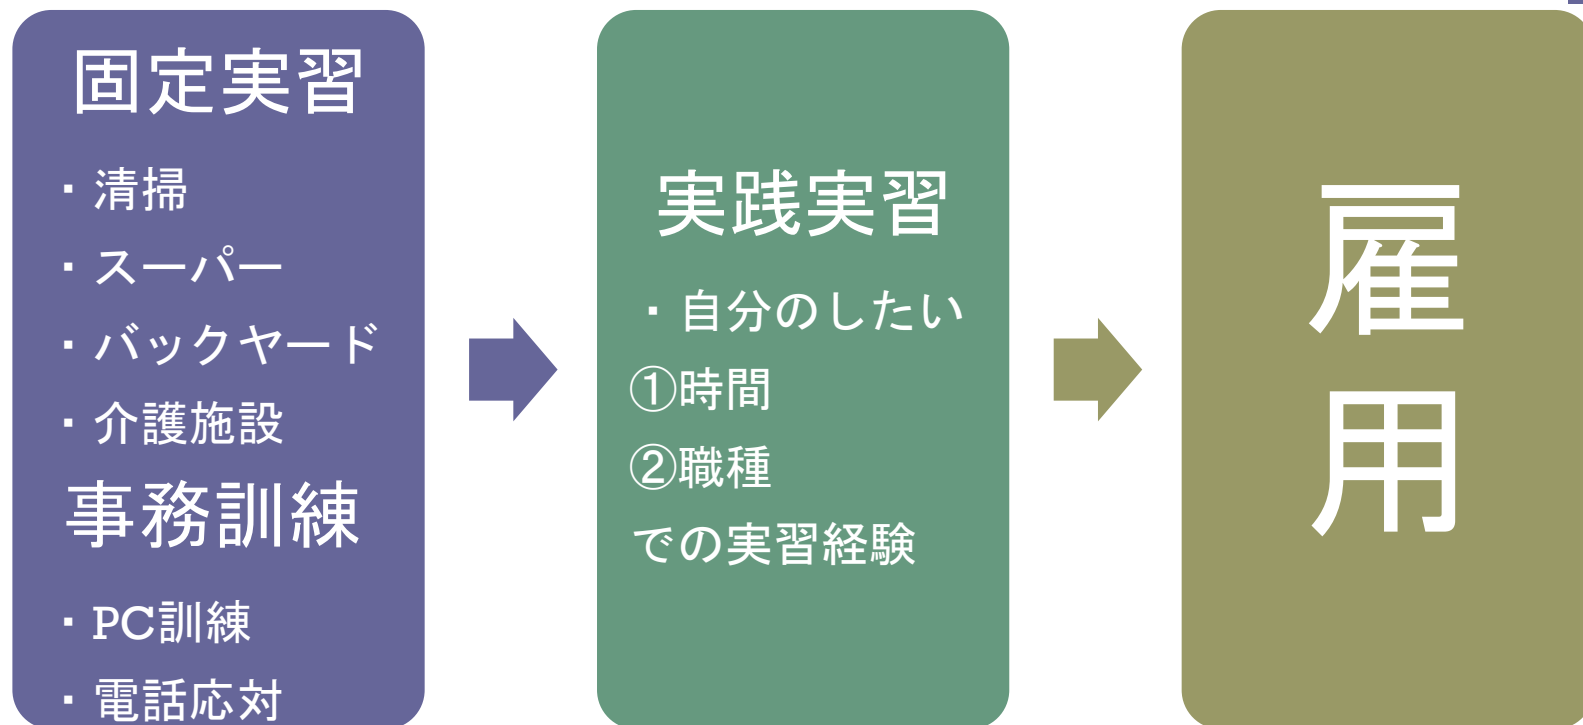 固定実習
・清掃
・スーパー
・バックヤード
・介護施設
事務訓練
・PC訓練
・電話応対
実践実習
・自分のしたい
①時間
②職種
での実習経験
雇
用